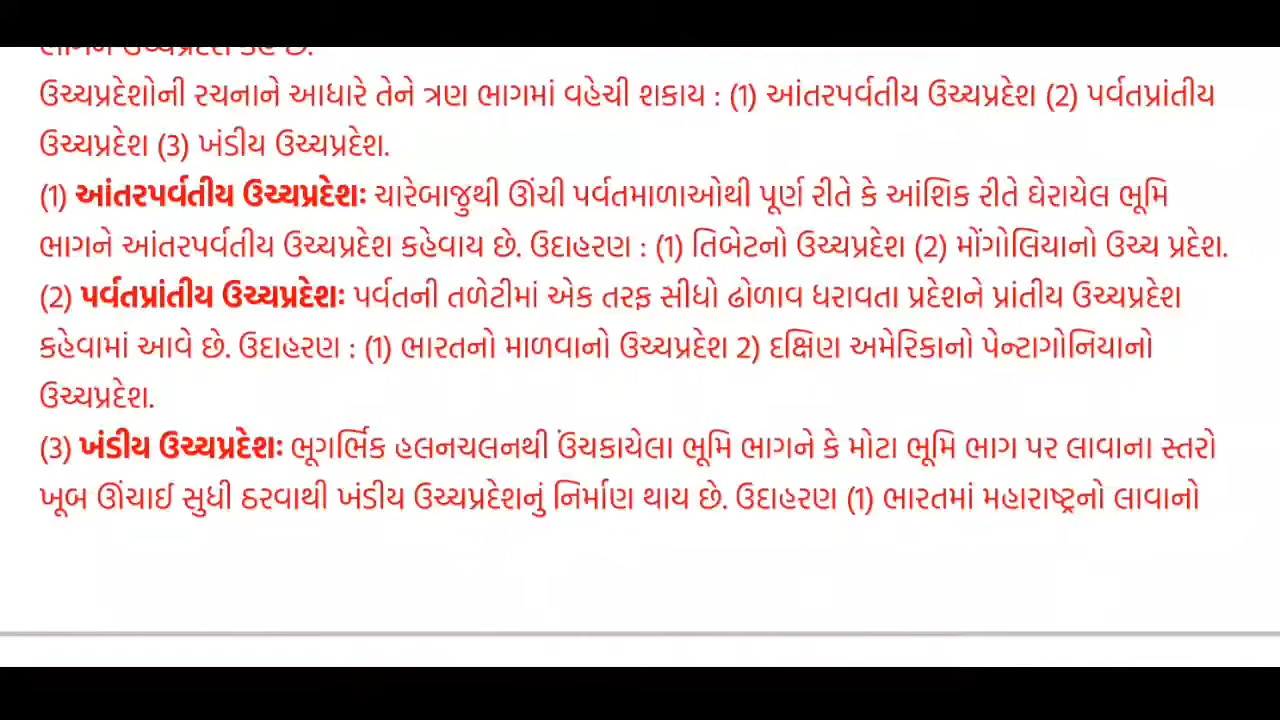 ઉચ્ચપ્રદેશ કહે છે.
ઉચ્ચપ્રદેશોની રચનાને આધારે તેને ત્રણ ભાગમાં વહેચી શકાય : (1) આંતરપર્વતીય ઉચ્ચપ્રદેશ (2) પર્વતપ્રાંતીય
ઉચ્ચપ્રદેશ (3) ખંડીય ઉચ્ચપ્રદેશ.
(1) આંતરપર્વતીય ઉચ્ચપ્રદેશઃ ચારેબાજુથી ઊંચી પર્વતમાળાઓથી પૂર્ણ રીતે કે આંશિક રીતે ઘેરાયેલ ભૂમિ
ભાગને આંતરપર્વતીય ઉચ્ચપ્રદેશ કહેવાય છે. ઉદાહરણ : (1) તિબેટનો ઉચ્ચપ્રદેશ (2) મોંગોલિયાનો ઉચ્ચ પ્રદેશ.
(2) પર્વતપ્રાંતીય ઉચ્ચપ્રદેશઃ પર્વતની તળેટીમાં એક તરફ સીધો ઢોળાવ ધરાવતા પ્રદેશને પ્રાંતીય ઉચ્ચપ્રદેશ
કહેવામાં આવે છે. ઉદાહરણ : (1) ભારતનો માળવાનો ઉચ્ચપ્રદેશ 2) દક્ષિણ અમેરિકાનો પેન્ટાગોનિયાનો
ઉચ્ચપ્રદેશ.
(3) ખંડીય ઉચ્ચપ્રદેશઃ ભૂગર્ભિક હલનચલનથી ઉંચકાયેલા ભૂમિ ભાગને કે મોટા ભૂમિ ભાગ પર લાવાના સ્તરો
ખૂબ ઊંચાઈ સુધી ઠરવાથી ખંડીય ઉચ્ચપ્રદેશનું નિર્માણ થાય છે. ઉદાહરણ (1) ભારતમાં મહારાષ્ટ્રનો લાવાનો